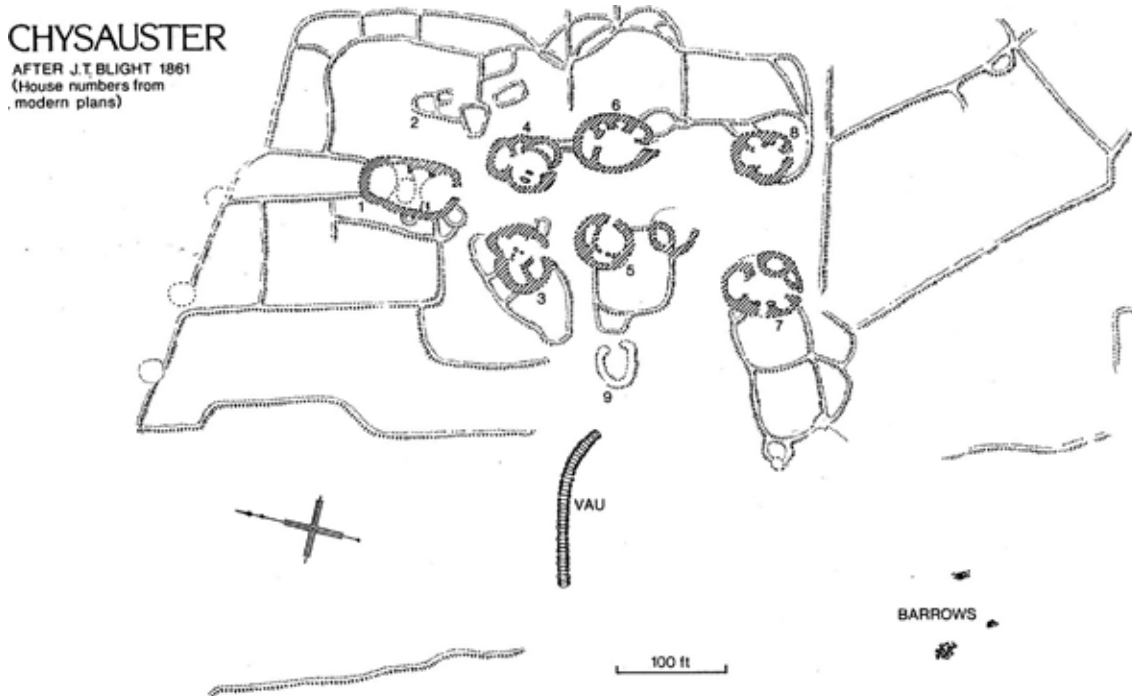 CHYSAUSTER
AFTER J.T. BLIGHT 1861
(House numbers from
modern plans)
6
2
4
8
1
5
3
7
9
VAU
BARROWS
100 ft